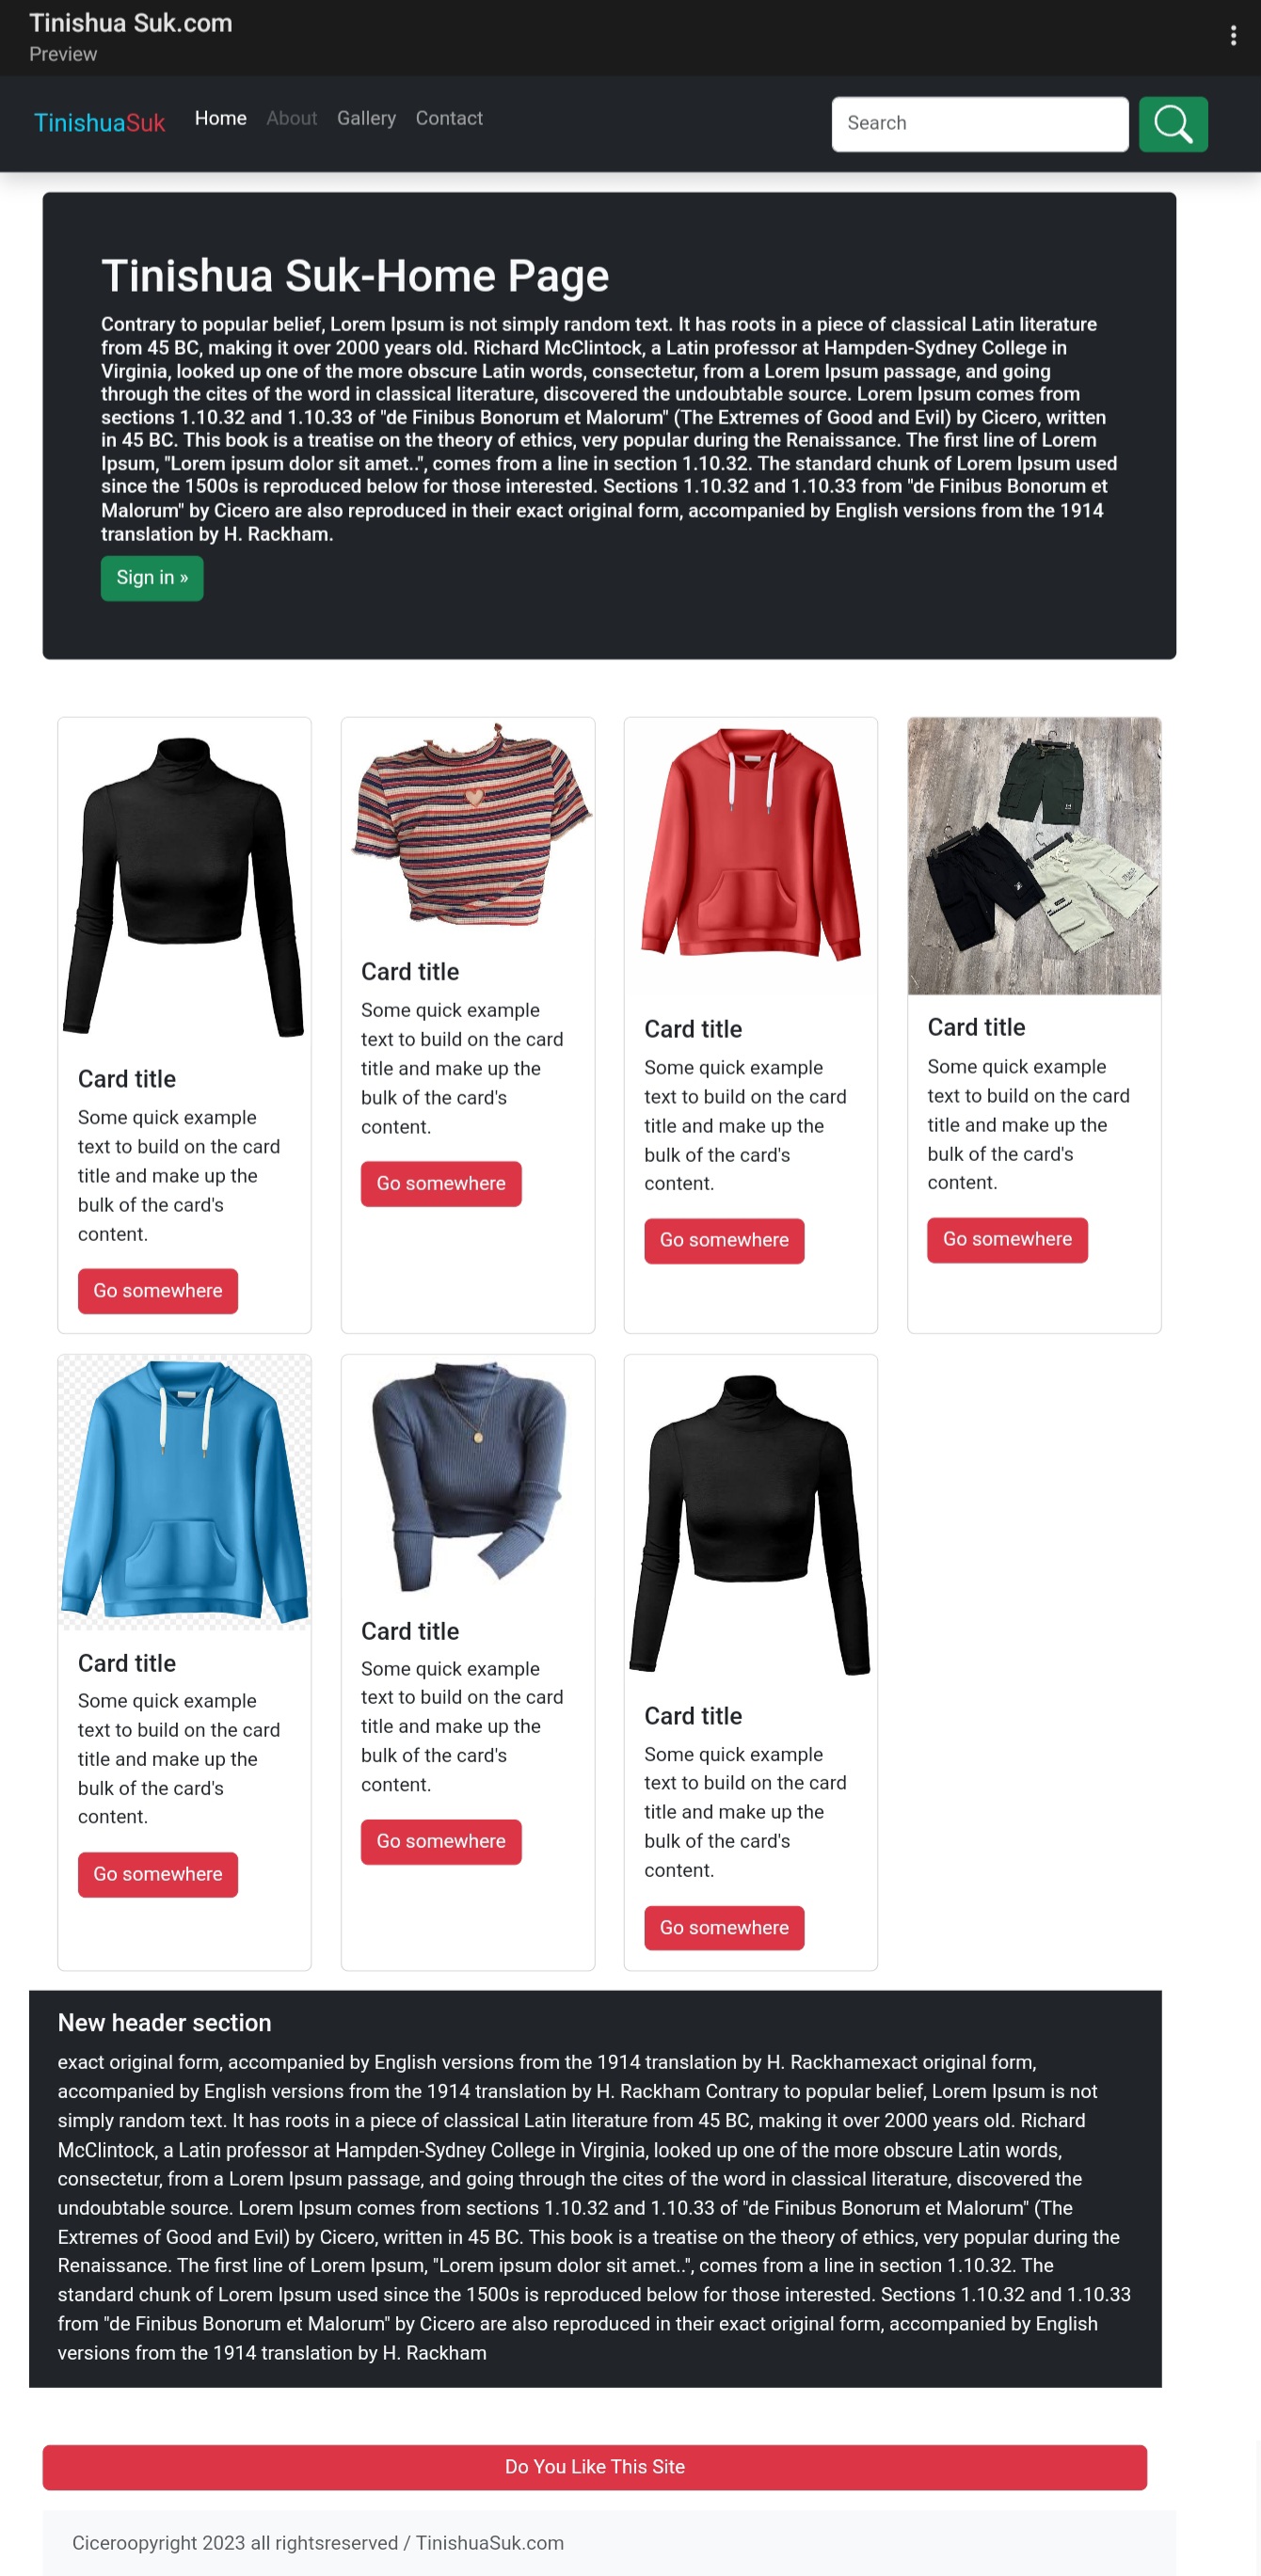 Tinishua Suk.com
Preview
TinishuaSuk Home About Gallery Contact Search
Tinishua Suk-Home Page
Contrary to popular belief, Lorem Ipsum is not simply random text. It has roots in a piece of classical Latin literature
from 45 BC, making it over 2000 years old. Richard McClintock, a Latin professor at Hampden-Sydney College in
Virginia, looked up one of the more obscure Latin words, consectetur, from a Lorem Ipsum passage, and going
through the cites of the word in classical literature, discovered the undoubtable source. Lorem Ipsum comes from
sections 1.10.32 and 1.10.33 of "de Finibus Bonorum et Malorum" (The Extremes of Good and Evil) by Cicero, written
in 45 BC. This book is a treatise on the theory of ethics, very popular during the Renaissance. The first line of Lorem
Ipsum, "Lorem ipsum dolor sit amet..", comes from a line in section 1.10.32. The standard chunk of Lorem Ipsum used
since the 1500s is reproduced below for those interested. Sections 1.10.32 and 1.10.33 from "de Finibus Bonorum et
Malorum" by Cicero are also reproduced in their exact original form, accompanied by English versions from the 1914
translation by H. Rackham.
Sign in »
Card title
Some quick example
text to build on the card
title and make up the
bulk of the card's
content.
Go somewhere
Card title
Some quick example
text to build on the card
title and make up the
bulk of the card's
content.
Go somewhere
Card title
Some quick example
text to build on the card
title and make up the
bulk of the card's
content.
Go somewhere
Card title
Some quick example
text to build on the card
title and make up the
bulk of the card's
content.
Go somewhere
Card title
Some quick example
text to build on the card
title and make up the
bulk of the card's
content.
Go somewhere
Card title
Some quick example
text to build on the card
title and make up the
bulk of the card's
content.
Go somewhere
Card title
Some quick example
text to build on the card
title and make up the
bulk of the card's
content.
Go somewhere
New header section
exact original form, accompanied by English versions from the 1914 translation by H. Rackhamexact original form,
accompanied by English versions from the 1914 translation by H. Rackham Contrary to popular belief, Lorem Ipsum is not
simply random text. It has roots in a piece of classical Latin literature from 45 BC, making it over 2000 years old. Richard
McClintock, a Latin professor at Hampden-Sydney College in Virginia, looked up one of the more obscure Latin words,
consectetur, from a Lorem Ipsum passage, and going through the cites of the word in classical literature, discovered the
undoubtable source. Lorem Ipsum comes from sections 1.10.32 and 1.10.33 of "de Finibus Bonorum et Malorum" (The
Extremes of Good and Evil) by Cicero, written in 45 BC. This book is a treatise on the theory of ethics, very popular during the
Renaissance. The first line of Lorem Ipsum, "Lorem ipsum dolor sit amet..", comes from a line in section 1.10.32. The
standard chunk of Lorem Ipsum used since the 1500s is reproduced below for those interested. Sections 1.10.32 and 1.10.33
from "de Finibus Bonorum et Malorum" by Cicero are also reproduced in their exact original form, accompanied by English
versions from the 1914 translation by H. Rackham
Do You Like This Site
Ciceroopyright 2023 all rightsreserved / TinishuaSuk.com